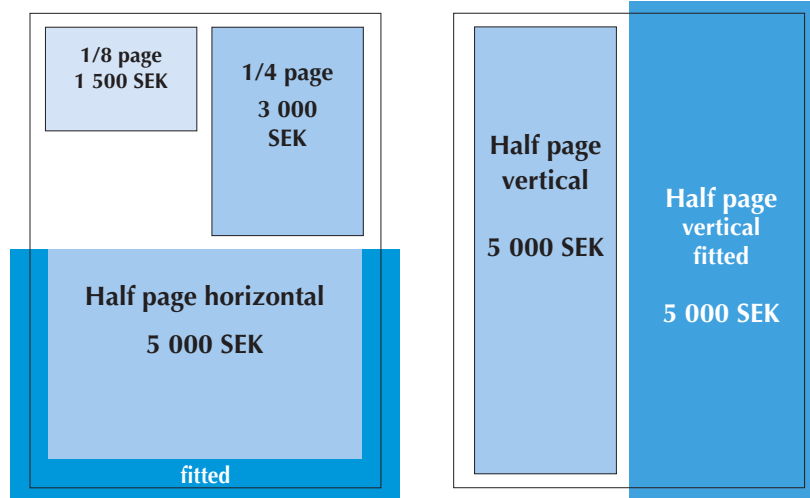 1/8 page
1 500 SEK
1/4 page
3 000
SEK
Half page horizontal
5 000 SEK
fitted
Half page
vertical
5 000 SEK
Half page
vertical
fitted
5 000 SEK